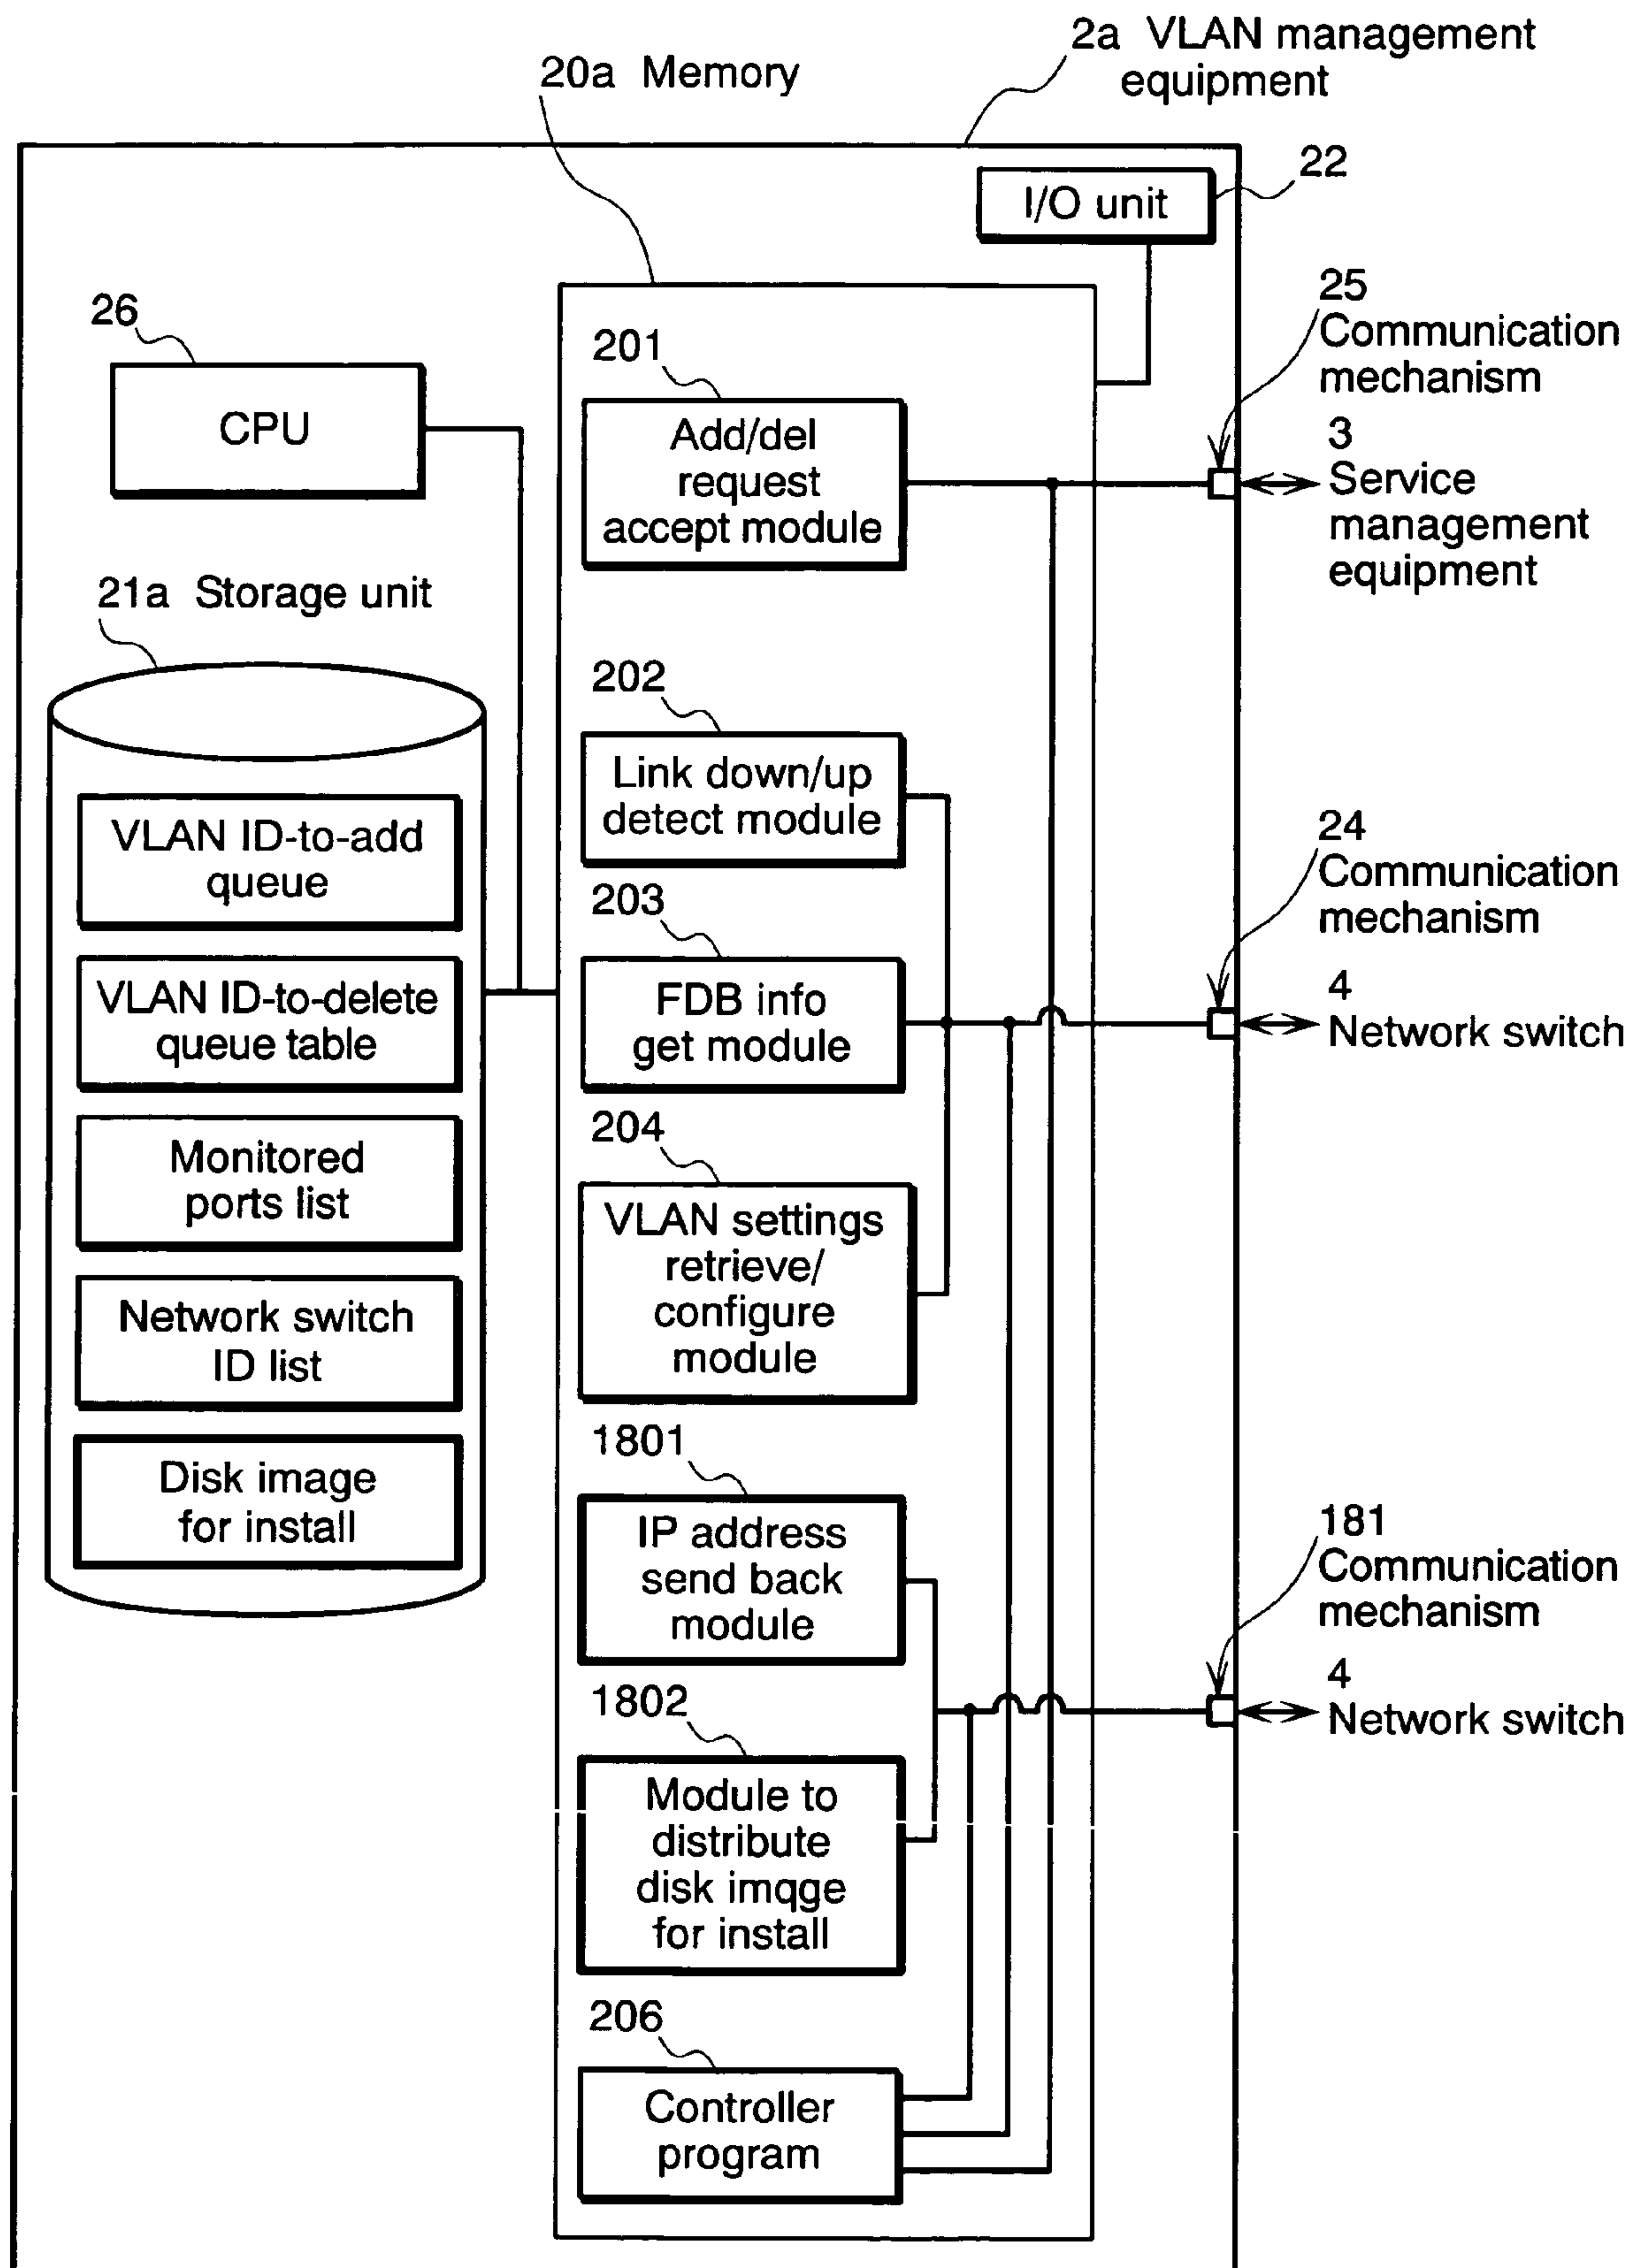 2a VLAN management
equipment
20a Memory
22
I/O unit
25
Communication
mechanism
26
CPU
201
Add/del
request
accept module
3
Service
management
equipment
21a Storage unit
202
Link down/up
detect module
VLAN ID-to-add
queue
24
Communication
mechanism
203
FDB info
get module
VLAN ID-to-delete
queue table
4
Network switch
204
VLAN settings
retrieve/
configure
module
Monitored
ports list
Network switch
ID list
Disk image
for install
1801
IP address
send back
module
181
Communication
mechanism
4
Network switch
1802
Module to
distribute
disk imqge
for install
206
Controller
program